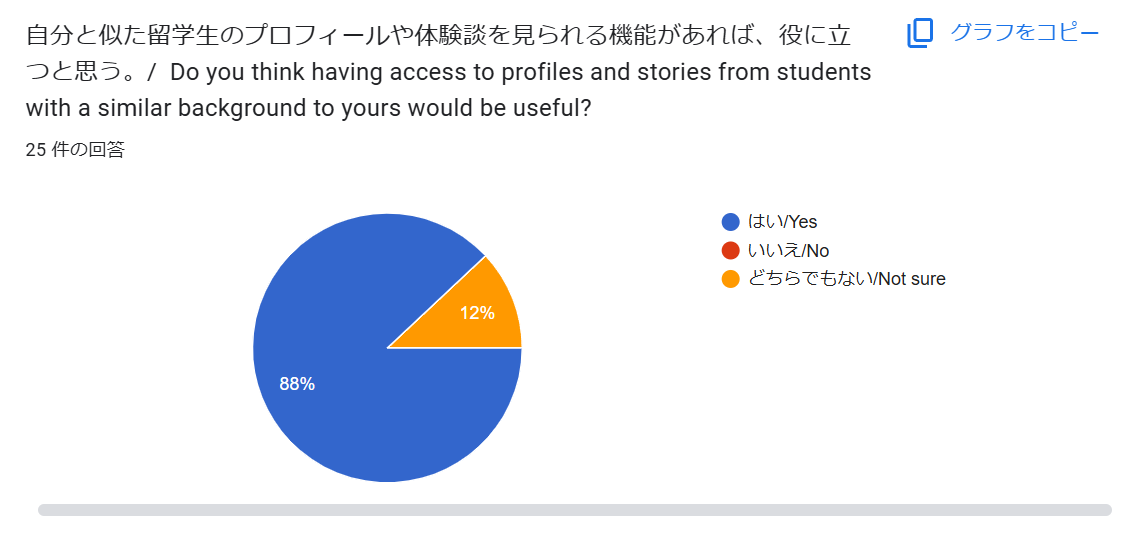 自分と似た留学生のプロフィールや体験談を見られる機能があれば、役に立
つと思う。/ Do you think having access to profiles and stories from students
with a similar background to yours would be useful?
グラフをコピー
25 件の回答
はい/Yes
いいえ/No
どちらでもない/Not sure
12%
88%